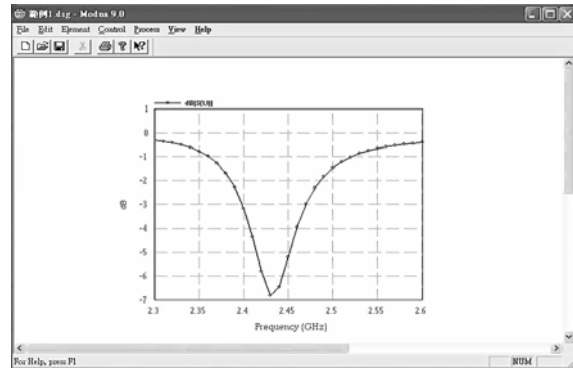 範例1.dsg - Modua 9.0
File Edit Element Control Process View Help
dB[S(1,1)]
1
0
-1
-2
-3
-4
-5
-6
-7
dB
2.3 2.35 2.4 2.45 2.5 2.55 2.6
Frequency (GHz)
For Help, press F1
NUM